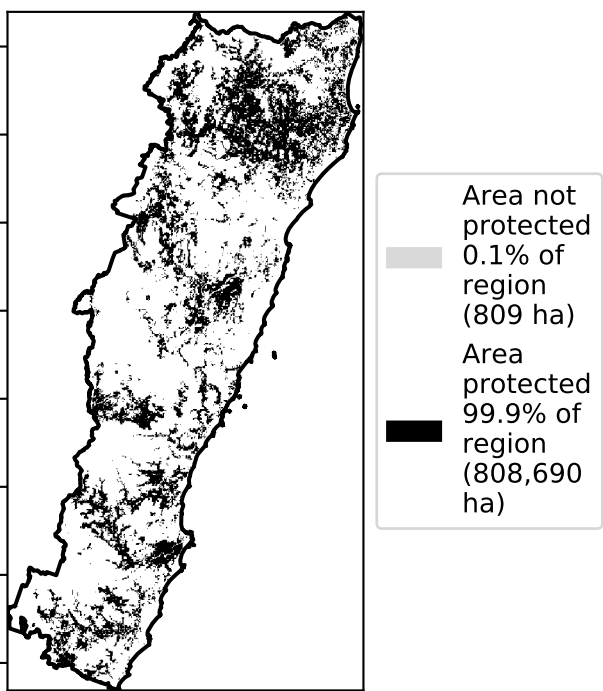 Area not
protected
0.1% of
region
(809 ha)
Area
protected
99.9% of
region
(808,690
ha)